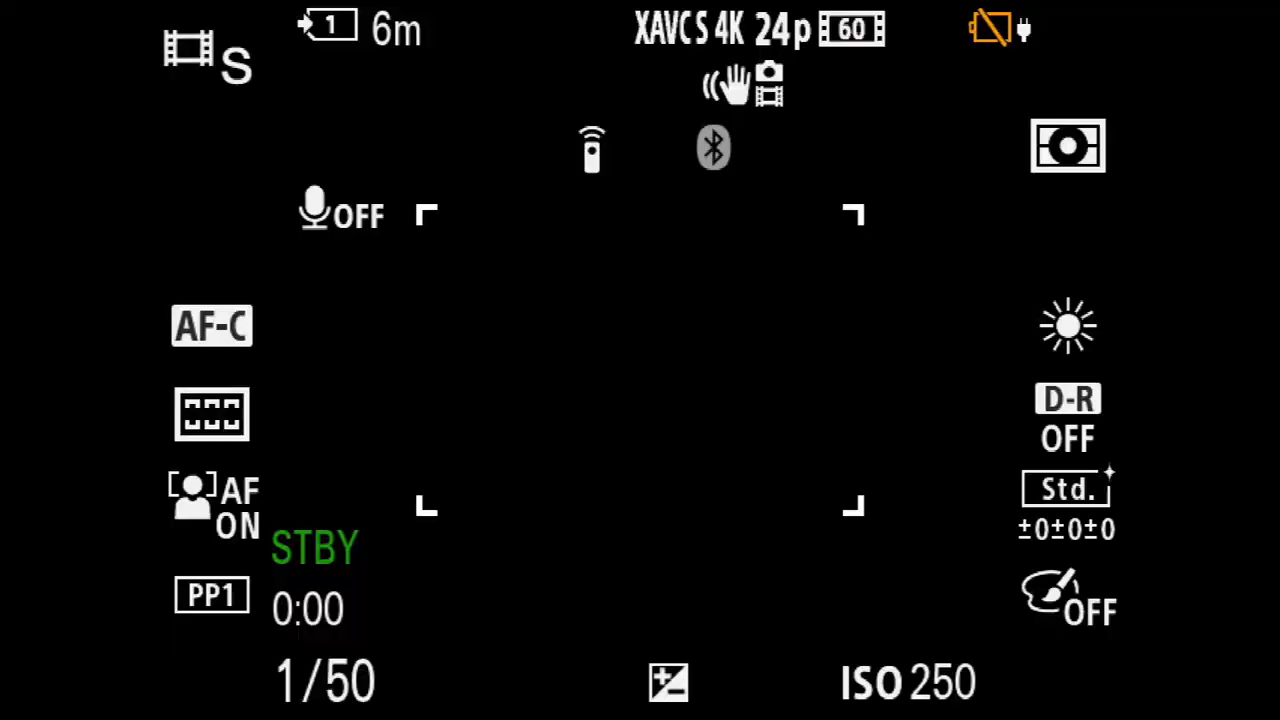 S
1 6m
XAVC S 4K 24p 60
OFF
AF-C
D-R
OFF
AF
ON
Std.
±0±0±0
STBY
PP1
0:00
OFF
1/50
ISO 250